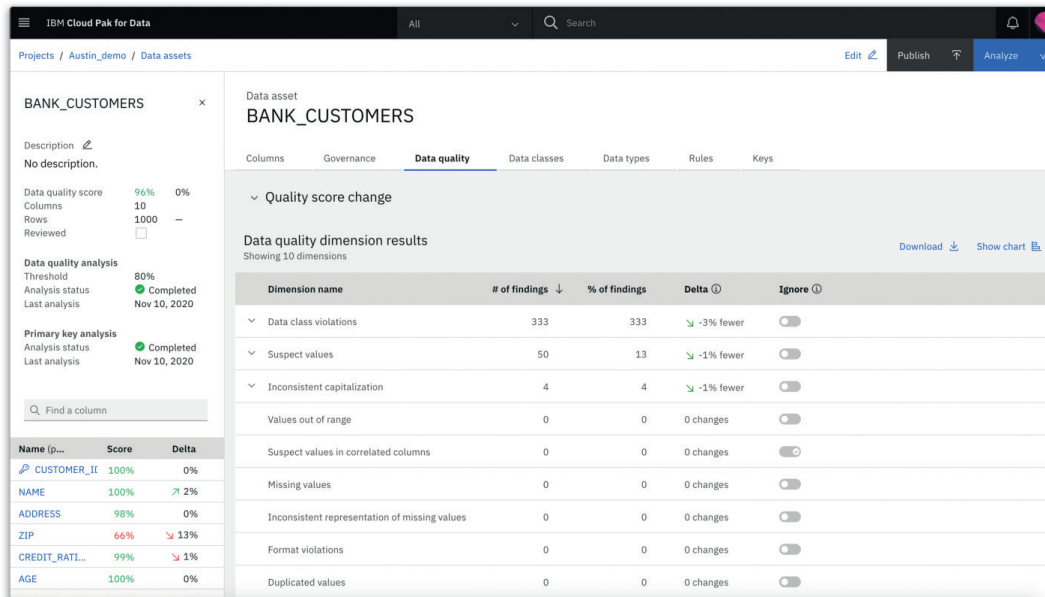 IBM Cloud Pak for Data
All
Search
Projects / Austin_demo / Data assets
Edit
Publish
Analyze
BANK_CUSTOMERS ×
Description
No description.
Data quality score 96% 0%
Columns 10
Rows 1000 —
Reviewed
Data quality analysis
Threshold 80%
Analysis status Completed
Last analysis Nov 10, 2020
Primary key analysis
Analysis status Completed
Last analysis Nov 10, 2020
Find a column
Name (p... Score Delta
CUSTOMER_II 100% 0%
NAME 100% 2%
ADDRESS 98% 0%
ZIP 66% 13%
CREDIT_RATI... 99% 1%
AGE 100% 0%
Data asset
BANK_CUSTOMERS
Columns Governance Data quality Data classes Data types Rules Keys
Quality score change
Data quality dimension results
Showing 10 dimensions
Download Show chart
Dimension name # of findings % of findings Delta Ignore
Data class violations 333 333 -3% fewer
Suspect values 50 13 -1% fewer
Inconsistent capitalization 4 4 -1% fewer
Values out of range 0 0 0 changes
Suspect values in correlated columns 0 0 0 changes
Missing values 0 0 0 changes
Inconsistent representation of missing values 0 0 0 changes
Format violations 0 0 0 changes
Duplicated values 0 0 0 changes